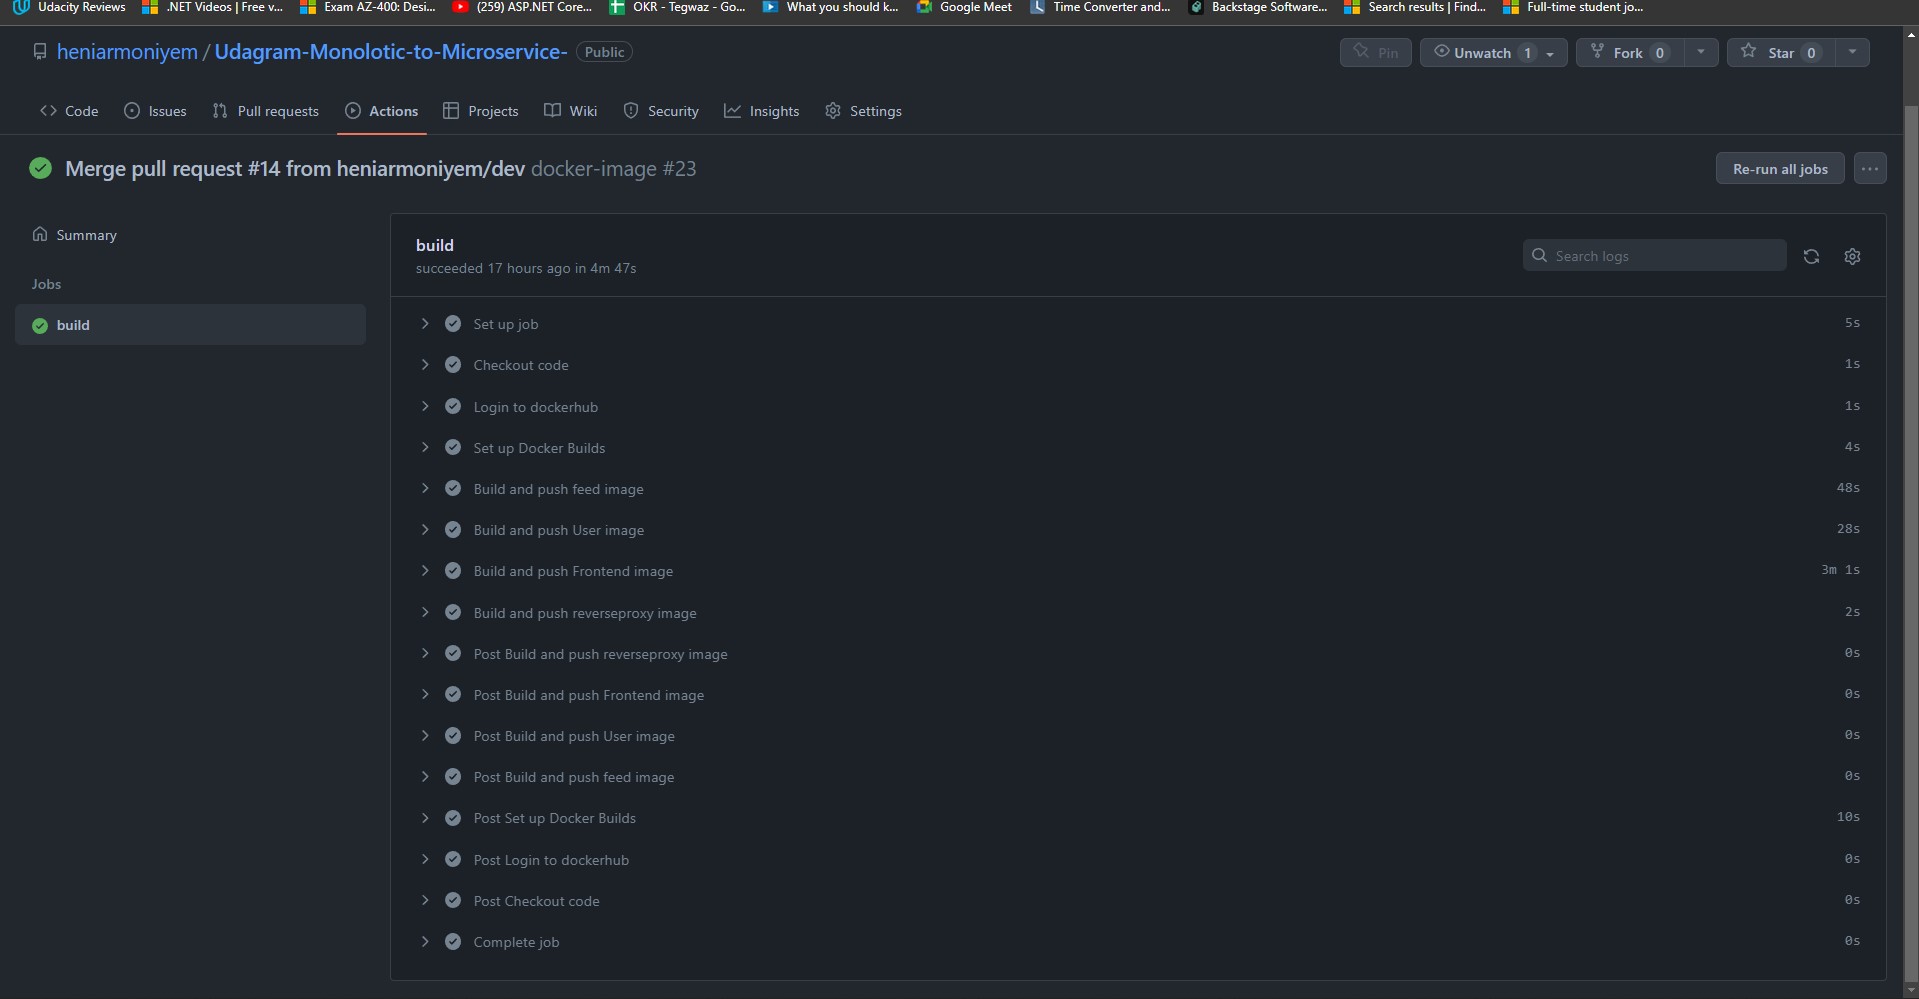 Udacity Reviews .NET Videos | Free v... Exam AZ-400: Desi... (259) ASP.NET Core... OKR - Tegwaz - Go... What you should k... Google Meet Time Converter and... Backstage Software... Search results | Find... Full-time student jo...
heniarmoniyem / Udagram-Monolotic-to-Microservice- Public Pin Unwatch 1 Fork 0 Star 0
Code Issues Pull requests Actions Projects Wiki Security Insights Settings
Merge pull request #14 from heniarmoniyem/dev docker-image #23 Re-run all jobs ...
Summary
Jobs
build
build
succeeded 17 hours ago in 4m 47s
Search logs
Set up job 5s
Checkout code 1s
Login to dockerhub 1s
Set up Docker Builds 4s
Build and push feed image 48s
Build and push User image 28s
Build and push Frontend image 3m 1s
Build and push reverseproxy image 2s
Post Build and push reverseproxy image 0s
Post Build and push Frontend image 0s
Post Build and push User image 0s
Post Build and push feed image 0s
Post Set up Docker Builds 10s
Post Login to dockerhub 0s
Post Checkout code 0s
Complete job 0s